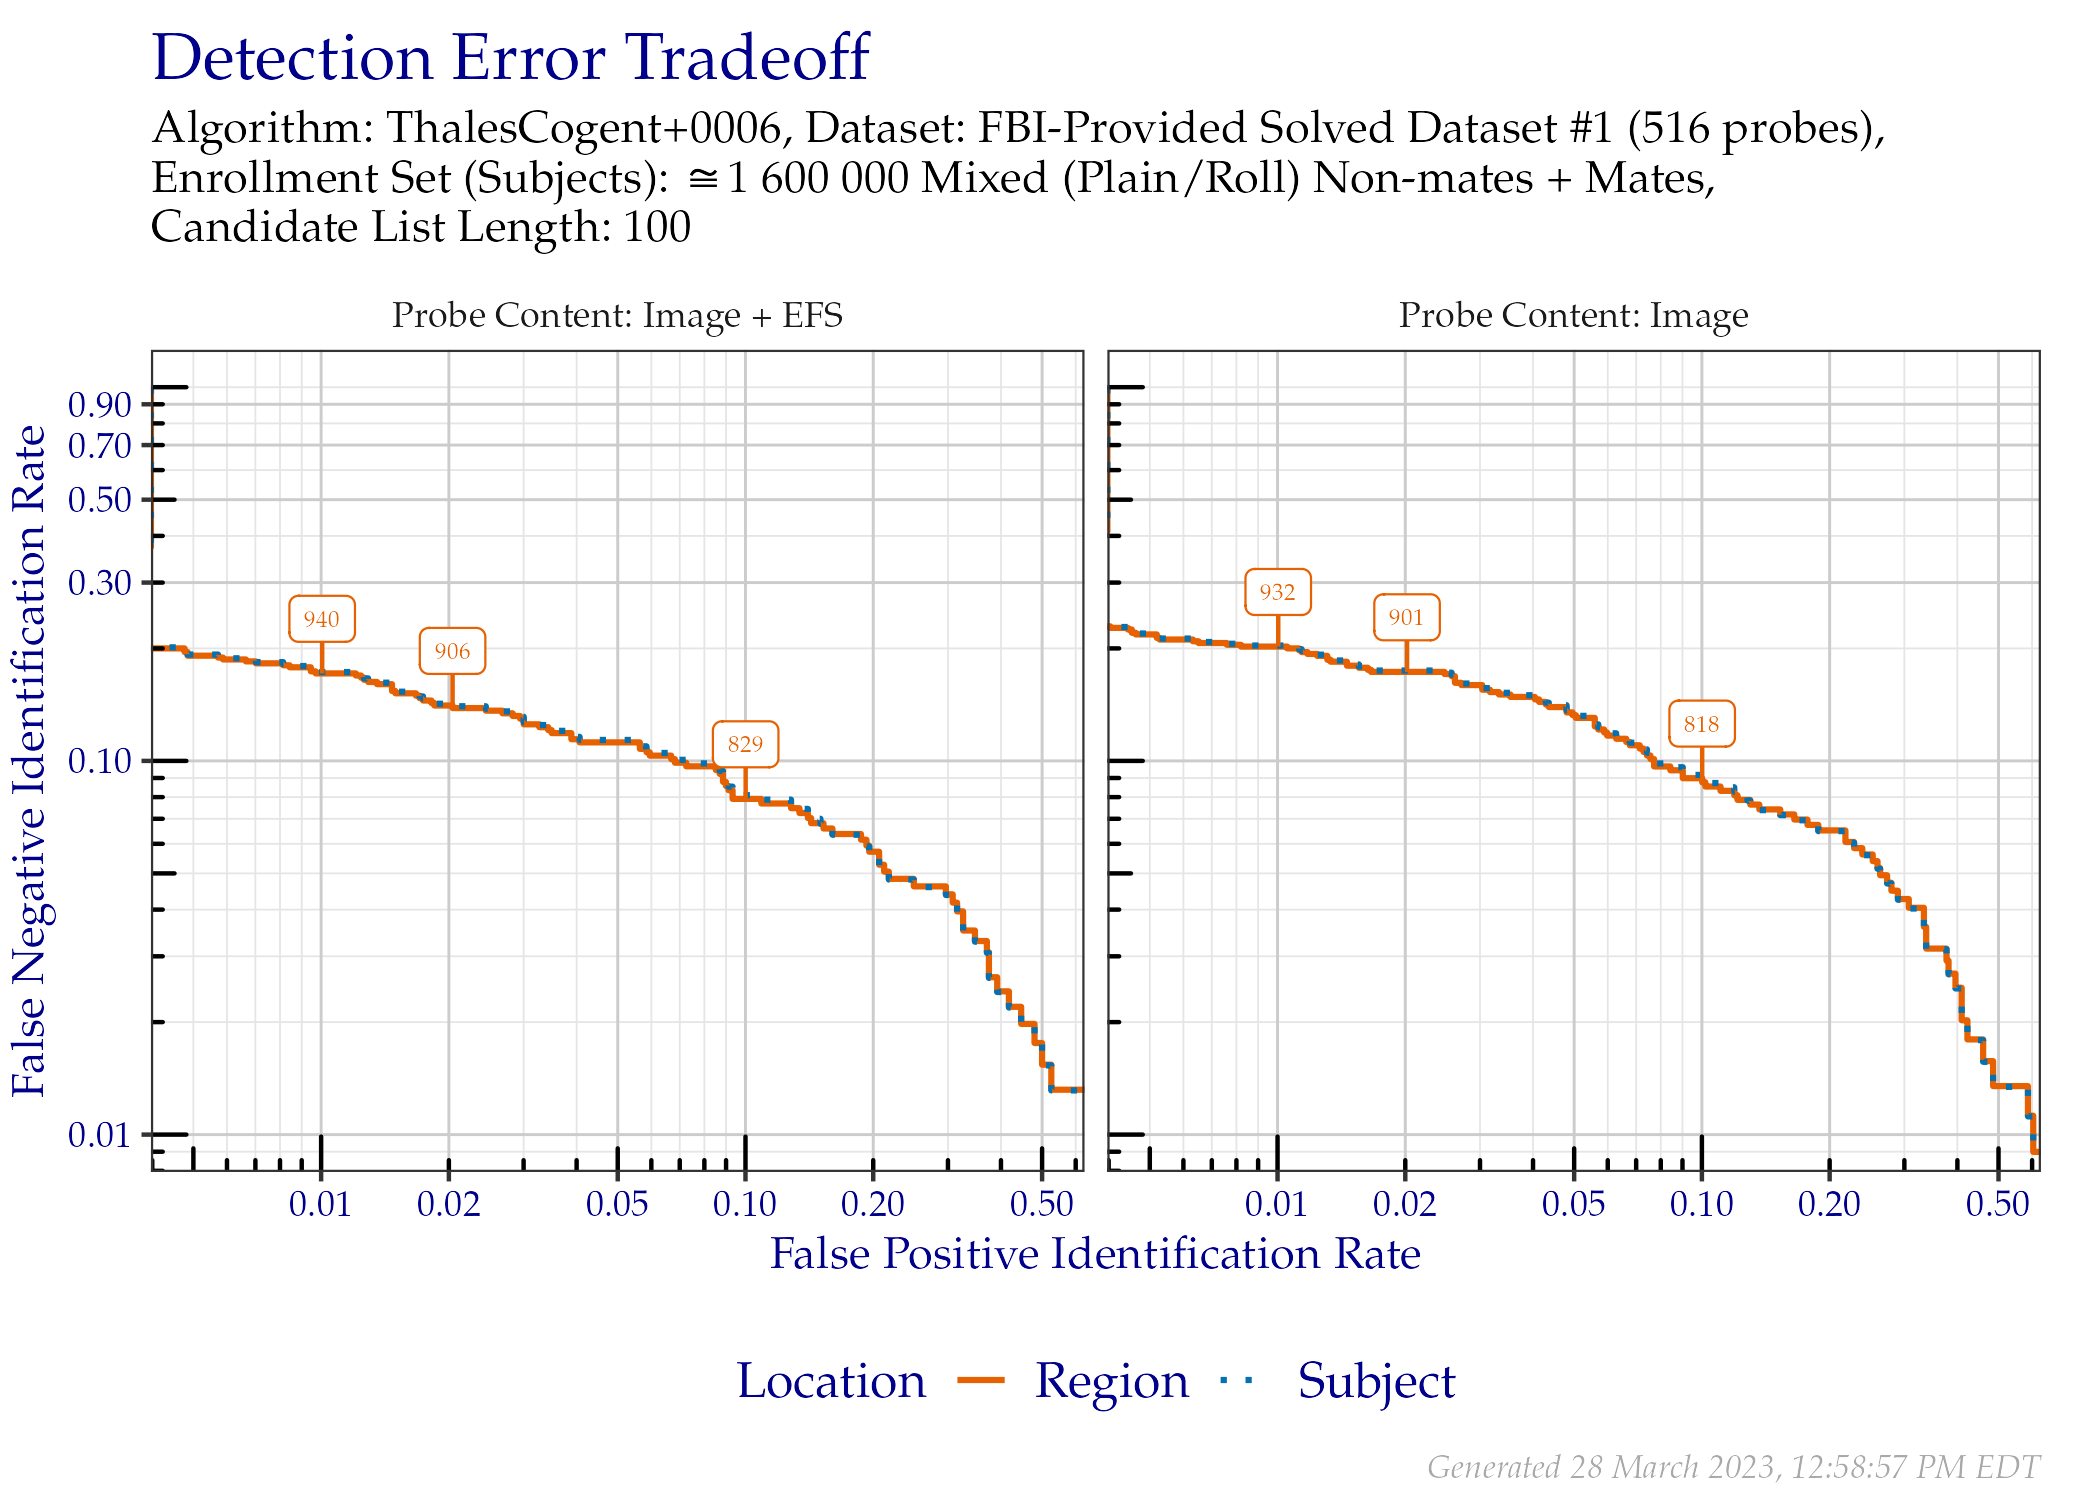 Detection Error Tradeoff
Algorithm: ThalesCogent+0006, Dataset: FBI-Provided Solved Dataset #1 (516 probes),
Enrollment Set (Subjects): ≅ 1 600 000 Mixed (Plain/Roll) Non-mates + Mates,
Candidate List Length: 100
Probe Content: Image + EFS
Probe Content: Image
False Negative Identification Rate
0.90
0.70
0.50
0.30
0.10
0.01
940
906
829
932
901
818
0.01 0.02 0.05 0.10 0.20 0.50
0.01 0.02 0.05 0.10 0.20 0.50
False Positive Identification Rate
Location Region Subject
Generated 28 March 2023, 12:58:57 PM EDT